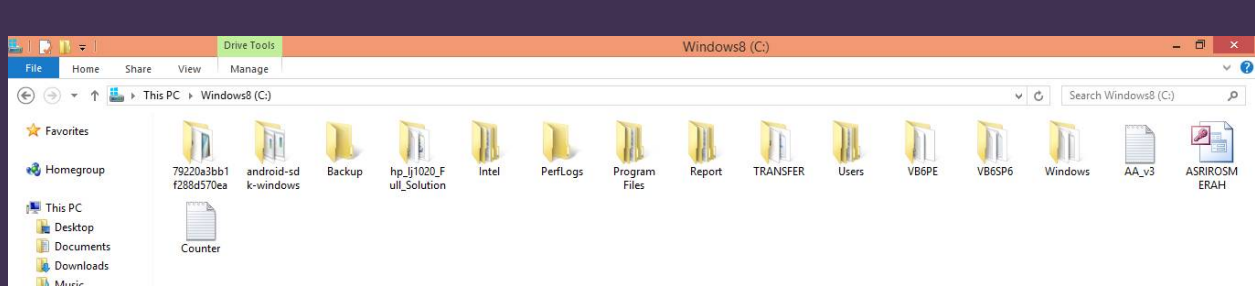 Drive Tools
Windows8 (C:)
File Home Share View Manage
This PC Windows8 (C:)
Search Windows8 (C:)
Favorites
Homegroup
This PC
Desktop
Documents
Downloads
Music
79220a3bb1
f288d570ea
android-sd
k-windows
Backup
hp_lj1020_F
ull_Solution
Intel
PerfLogs
Program
Files
Report
TRANSFER
Users
VB6PE
VB6SP6
Windows
AA_v3
ASRIROSM
ERAH
Counter